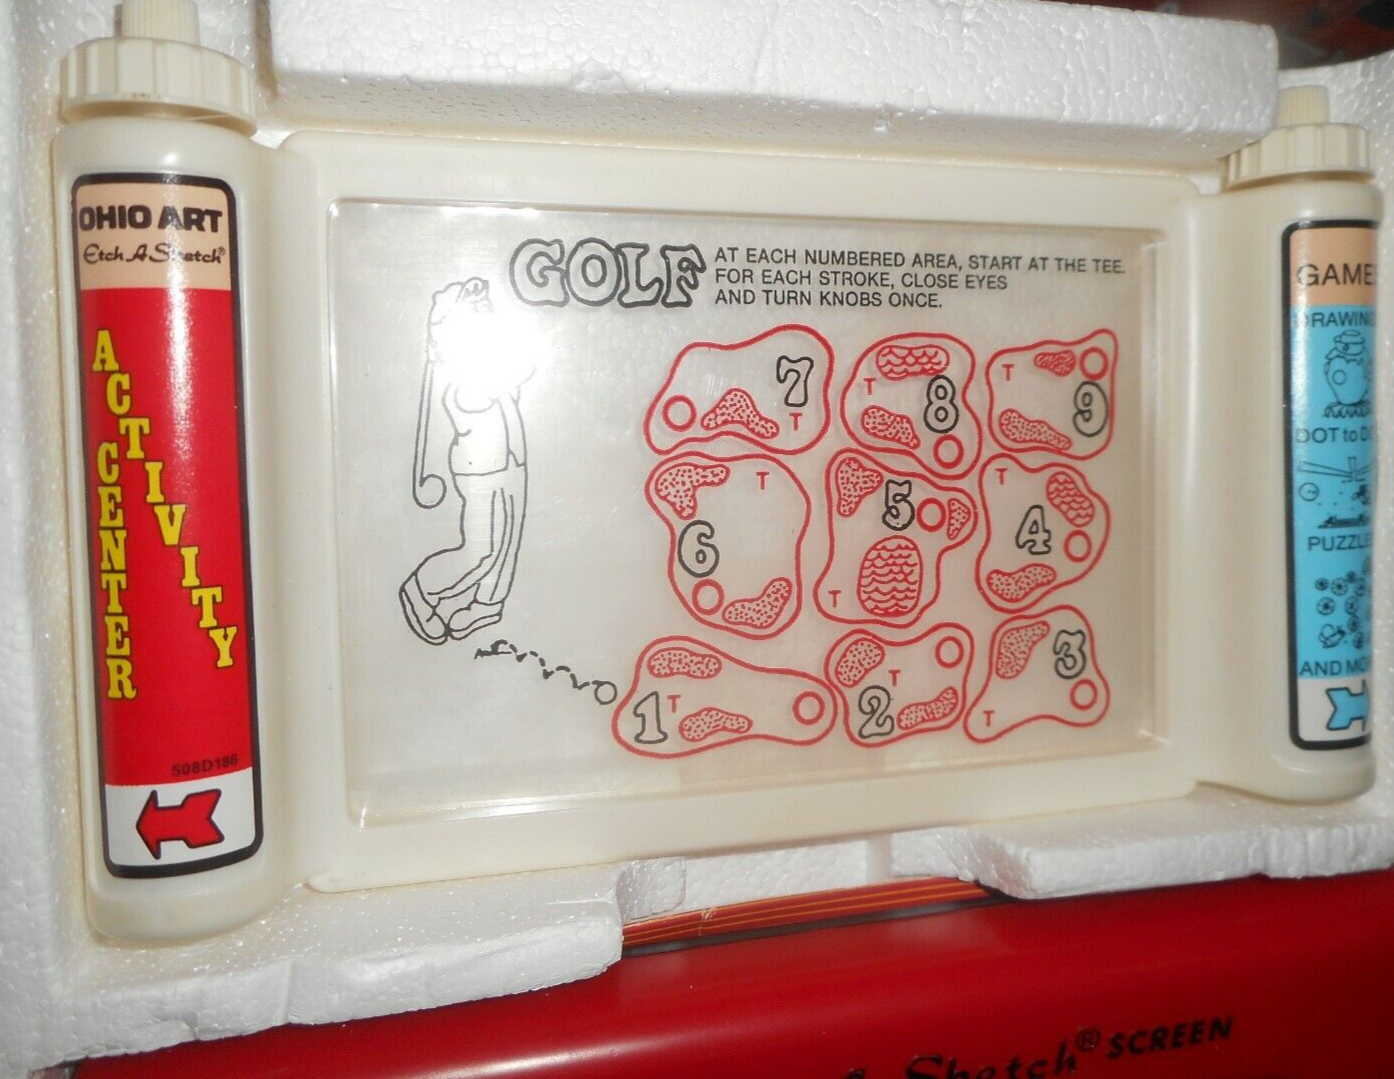 OHIO ART
Etch A Sketch®
ACTIVITY
CENTER
508D186
GOLF
AT EACH NUMBERED AREA, START AT THE TEE.
FOR EACH STROKE, CLOSE EYES
AND TURN KNOBS ONCE.
7 T
T 8
T 9
T 6
5 T
T 4
1 T
T 2
3 T
GAME
DRAWING
DOT to D
PUZZLE
AND MO
A Sketch® SCREEN